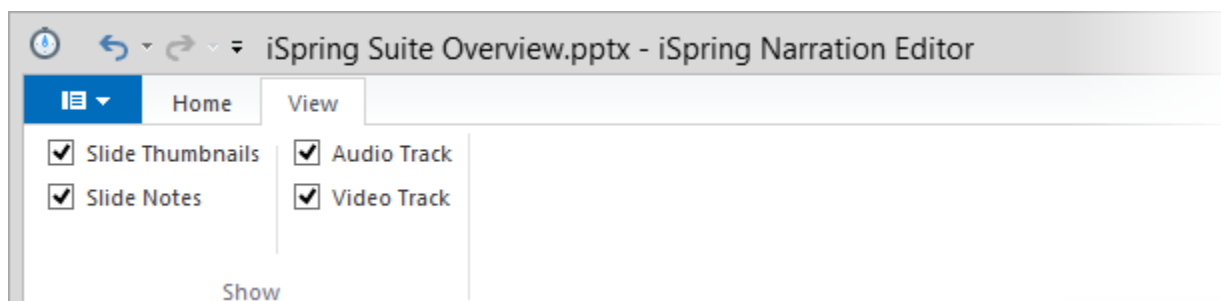 iSpring Suite Overview.pptx - iSpring Narration Editor
Home View
Slide Thumbnails Audio Track
Slide Notes Video Track
Show